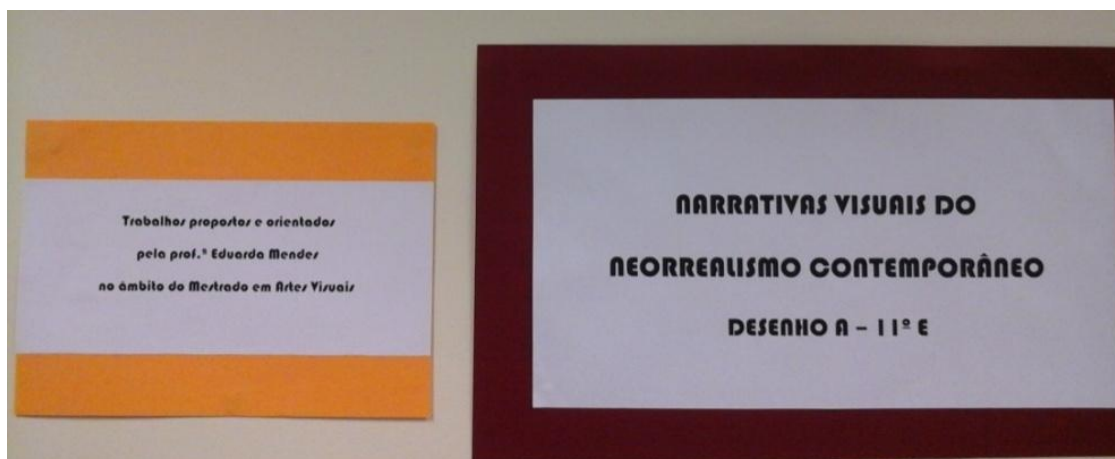 Trabalhos propostos e orientados
pela prof.ª Eduarda Mendes
no âmbito do Mestrado em Artes Visuais
NARRATIVAS VISUAIS DO
NEORREALISMO CONTEMPORÂNEO
DESENHO A – 11º E